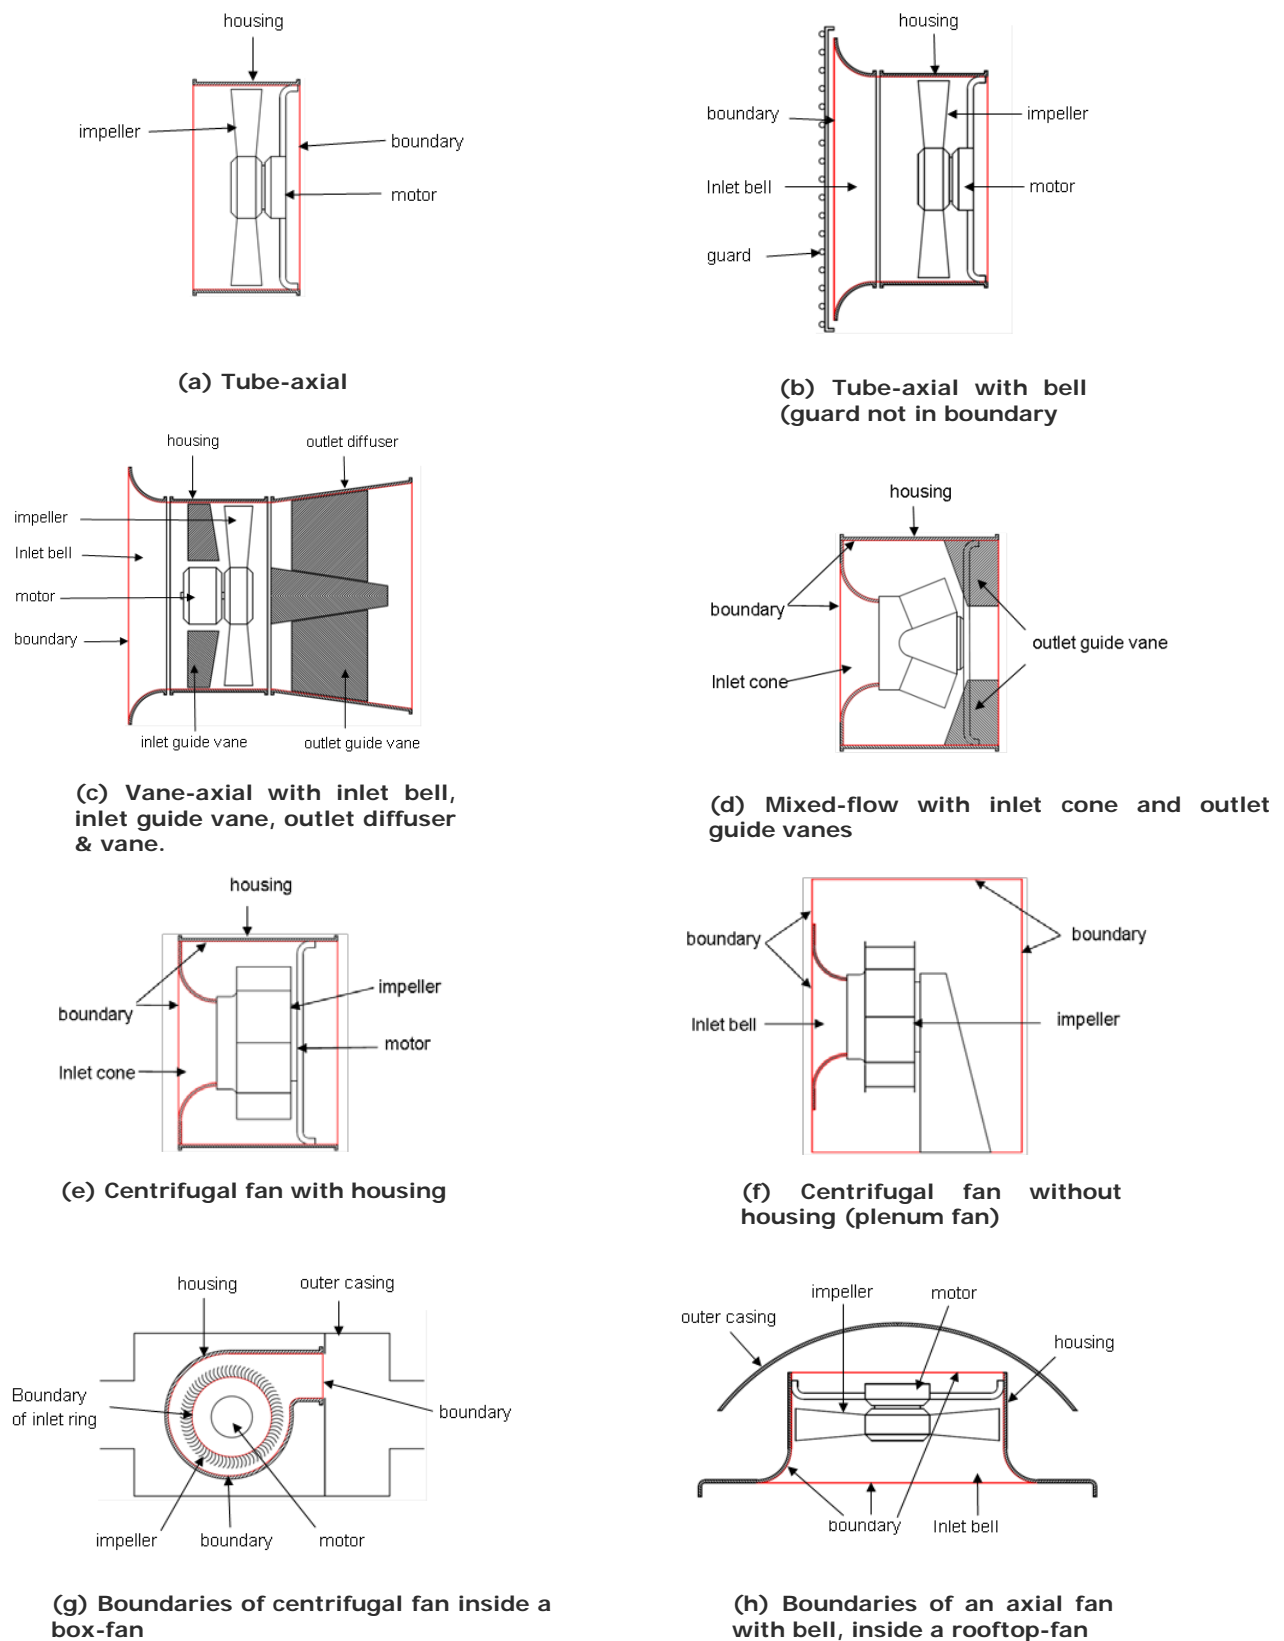 housing
impeller
boundary
motor
(a) Tube-axial
housing
boundary
impeller
Inlet bell
motor
guard
(b) Tube-axial with bell
(guard not in boundary
housing
outlet diffuser
impeller
Inlet bell
motor
boundary
inlet guide vane
outlet guide vane
(c) Vane-axial with inlet bell,
inlet guide vane, outlet diffuser
& vane.
housing
boundary
outlet guide vane
Inlet cone
(d) Mixed-flow with inlet cone and outlet
guide vanes
housing
impeller
boundary
motor
Inlet cone
(e) Centrifugal fan with housing
boundary
boundary
Inlet bell
impeller
(f) Centrifugal fan without
housing (plenum fan)
housing
outer casing
Boundary
of inlet ring
boundary
impeller
boundary
motor
(g) Boundaries of centrifugal fan inside a
box-fan
impeller
motor
outer casing
housing
boundary
Inlet bell
(h) Boundaries of an axial fan
with bell, inside a rooftop-fan